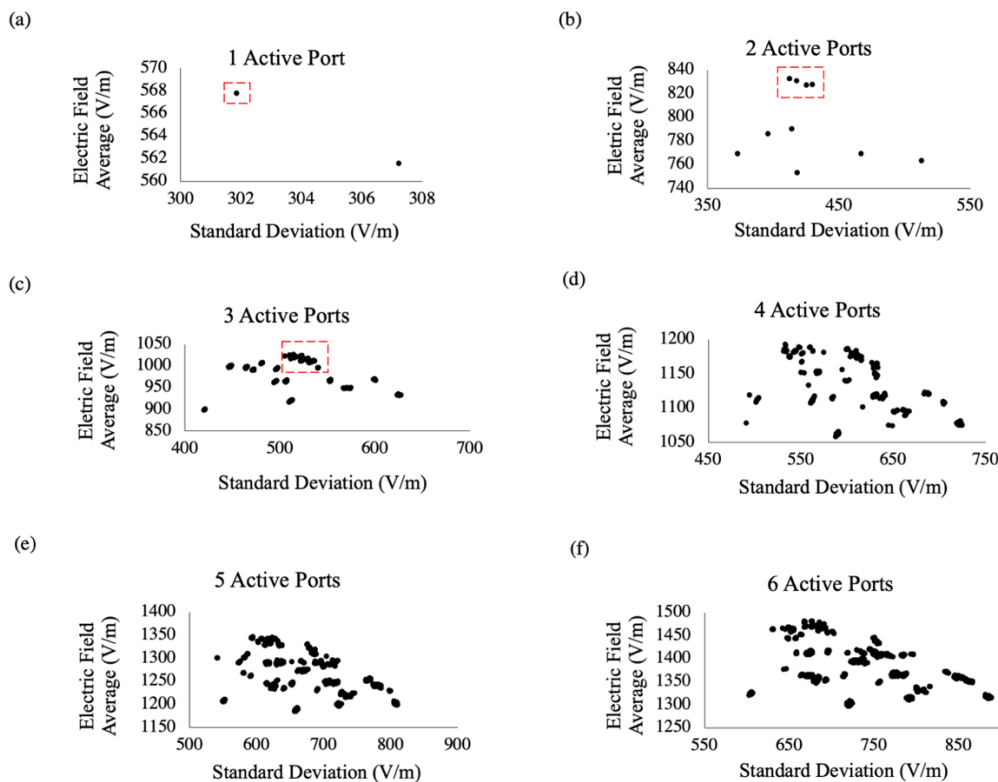 (a)
1 Active Port
Electric Field
Average (V/m)
570
568
566
564
562
560
300
302
304
306
308
Standard Deviation (V/m)
(b)
2 Active Ports
Eletric Field
Average (V/m)
840
820
800
780
760
740
350
450
550
Standard Deviation (V/m)
(c)
3 Active Ports
Eletric Field
Average (V/m)
1050
1000
950
900
850
400
500
600
700
Standard Deviation (V/m)
(d)
4 Active Ports
Eletric Field
Average (V/m)
1200
1150
1100
1050
450
550
650
750
Standard Deviation (V/m)
(e)
5 Active Ports
Electric Field
Average (V/m)
1400
1350
1300
1250
1200
1150
500
600
700
800
900
Standard Deviation (V/m)
(f)
6 Active Ports
Electric Field
Average (V/m)
1500
1450
1400
1350
1300
1250
550
650
750
850
Standard Deviation (V/m)